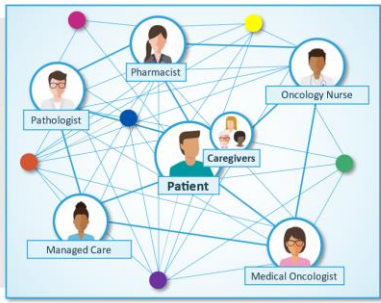 Pharmacist
Oncology Nurse
Pathologist
Caregivers
Patient
Managed Care
Medical Oncologist